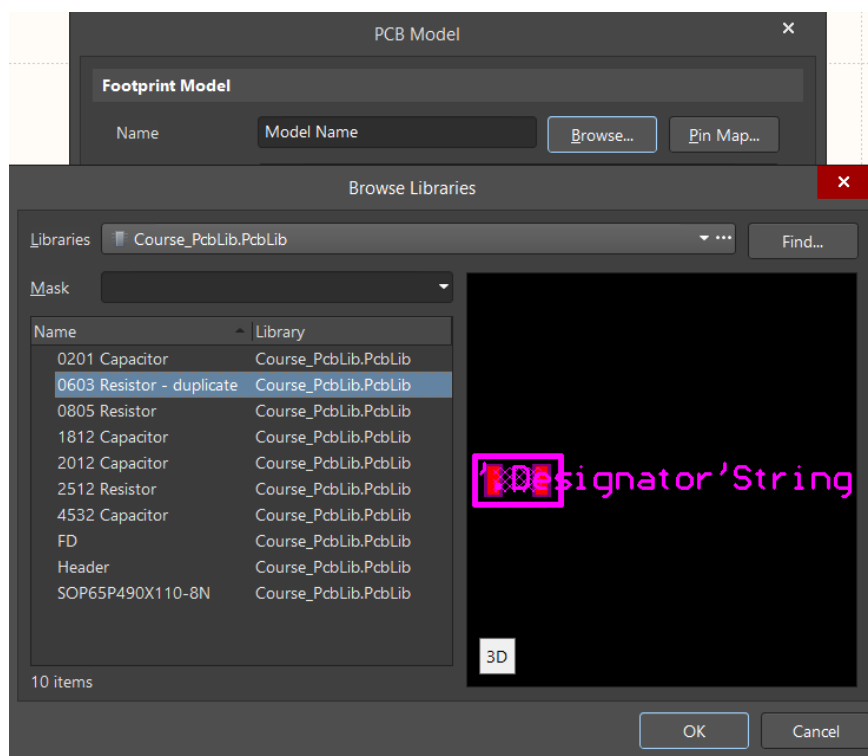 PCB Model
Footprint Model
Name Model Name Browse... Pin Map...
Browse Libraries
Libraries Course_PcbLib.PcbLib Find...
Mask
Name Library
0201 Capacitor Course_PcbLib.PcbLib
0603 Resistor - duplicate Course_PcbLib.PcbLib
0805 Resistor Course_PcbLib.PcbLib
1812 Capacitor Course_PcbLib.PcbLib
2012 Capacitor Course_PcbLib.PcbLib
2512 Resistor Course_PcbLib.PcbLib
4532 Capacitor Course_PcbLib.PcbLib
FD Course_PcbLib.PcbLib
Header Course_PcbLib.PcbLib
SOP65P490X110-8N Course_PcbLib.PcbLib
'.Designator'String
3D
10 items
OK Cancel